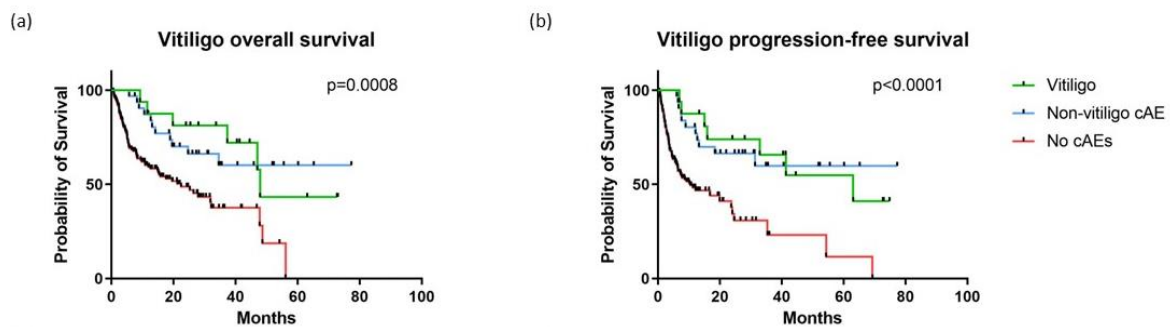 (a)
Vitiligo overall survival
p=0.0008
Probability of Survival
100
50
0
0 20 40 60 80 100
Months
(b)
Vitiligo progression-free survival
p<0.0001
Probability of Survival
100
50
0
0 20 40 60 80 100
Months
Vitiligo
Non-vitiligo cAE
No cAEs